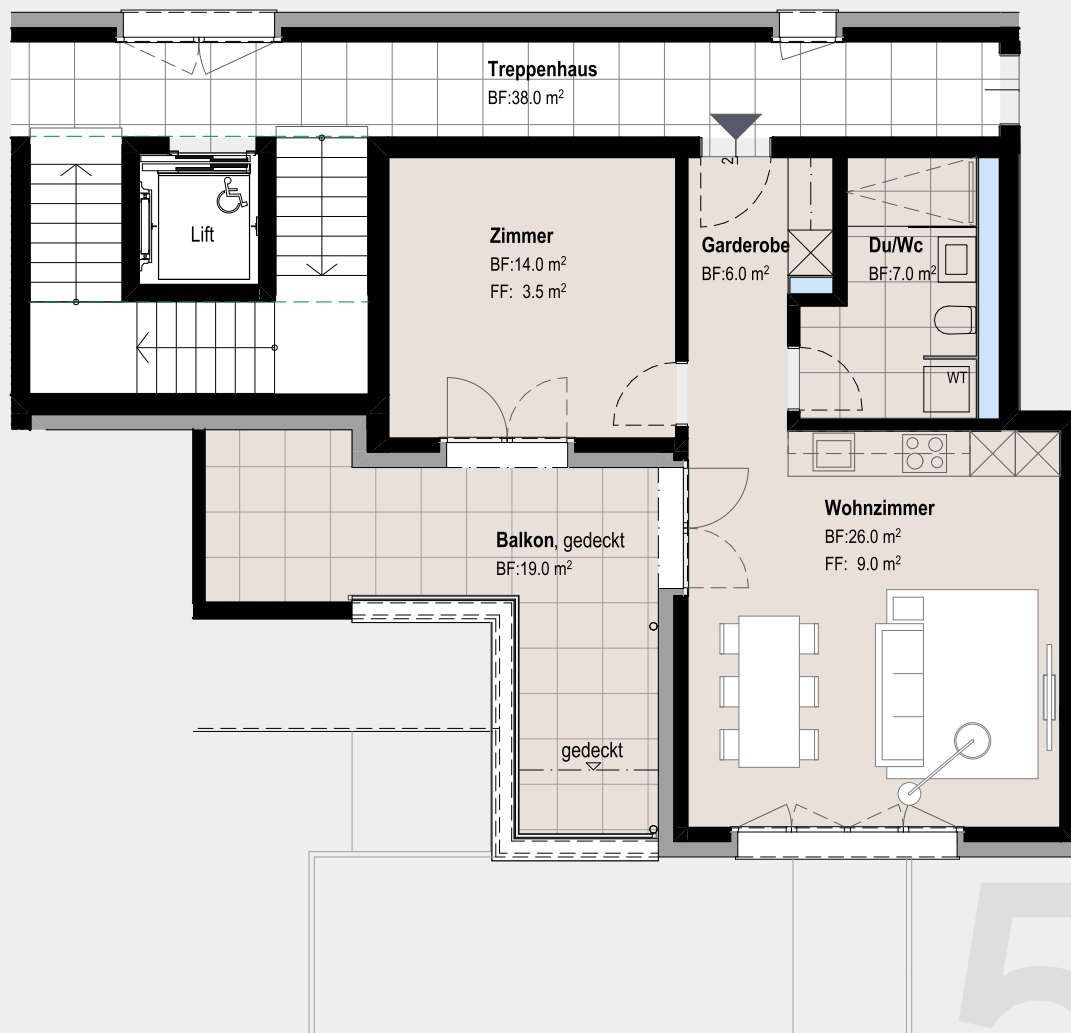 Treppenhaus
BF:38.0 m²
2
Lift
Zimmer
BF:14.0 m²
FF: 3.5 m²
Garderobe
BF:6.0 m²
Du/Wc
BF:7.0 m²
WT
Wohnzimmer
BF:26.0 m²
FF: 9.0 m²
Balkon, gedeckt
BF:19.0 m²
gedeckt
5